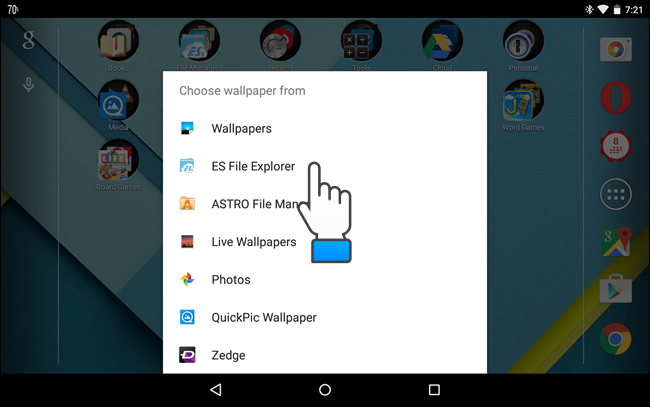 70°
7:21
g
Books
File Managers
Security
Tools
Cloud
Personal
Media
Word Games
Board Games
8
Choose wallpaper from
Wallpapers
ES File Explorer
ASTRO File Man
Live Wallpapers
Photos
QuickPic Wallpaper
Zedge